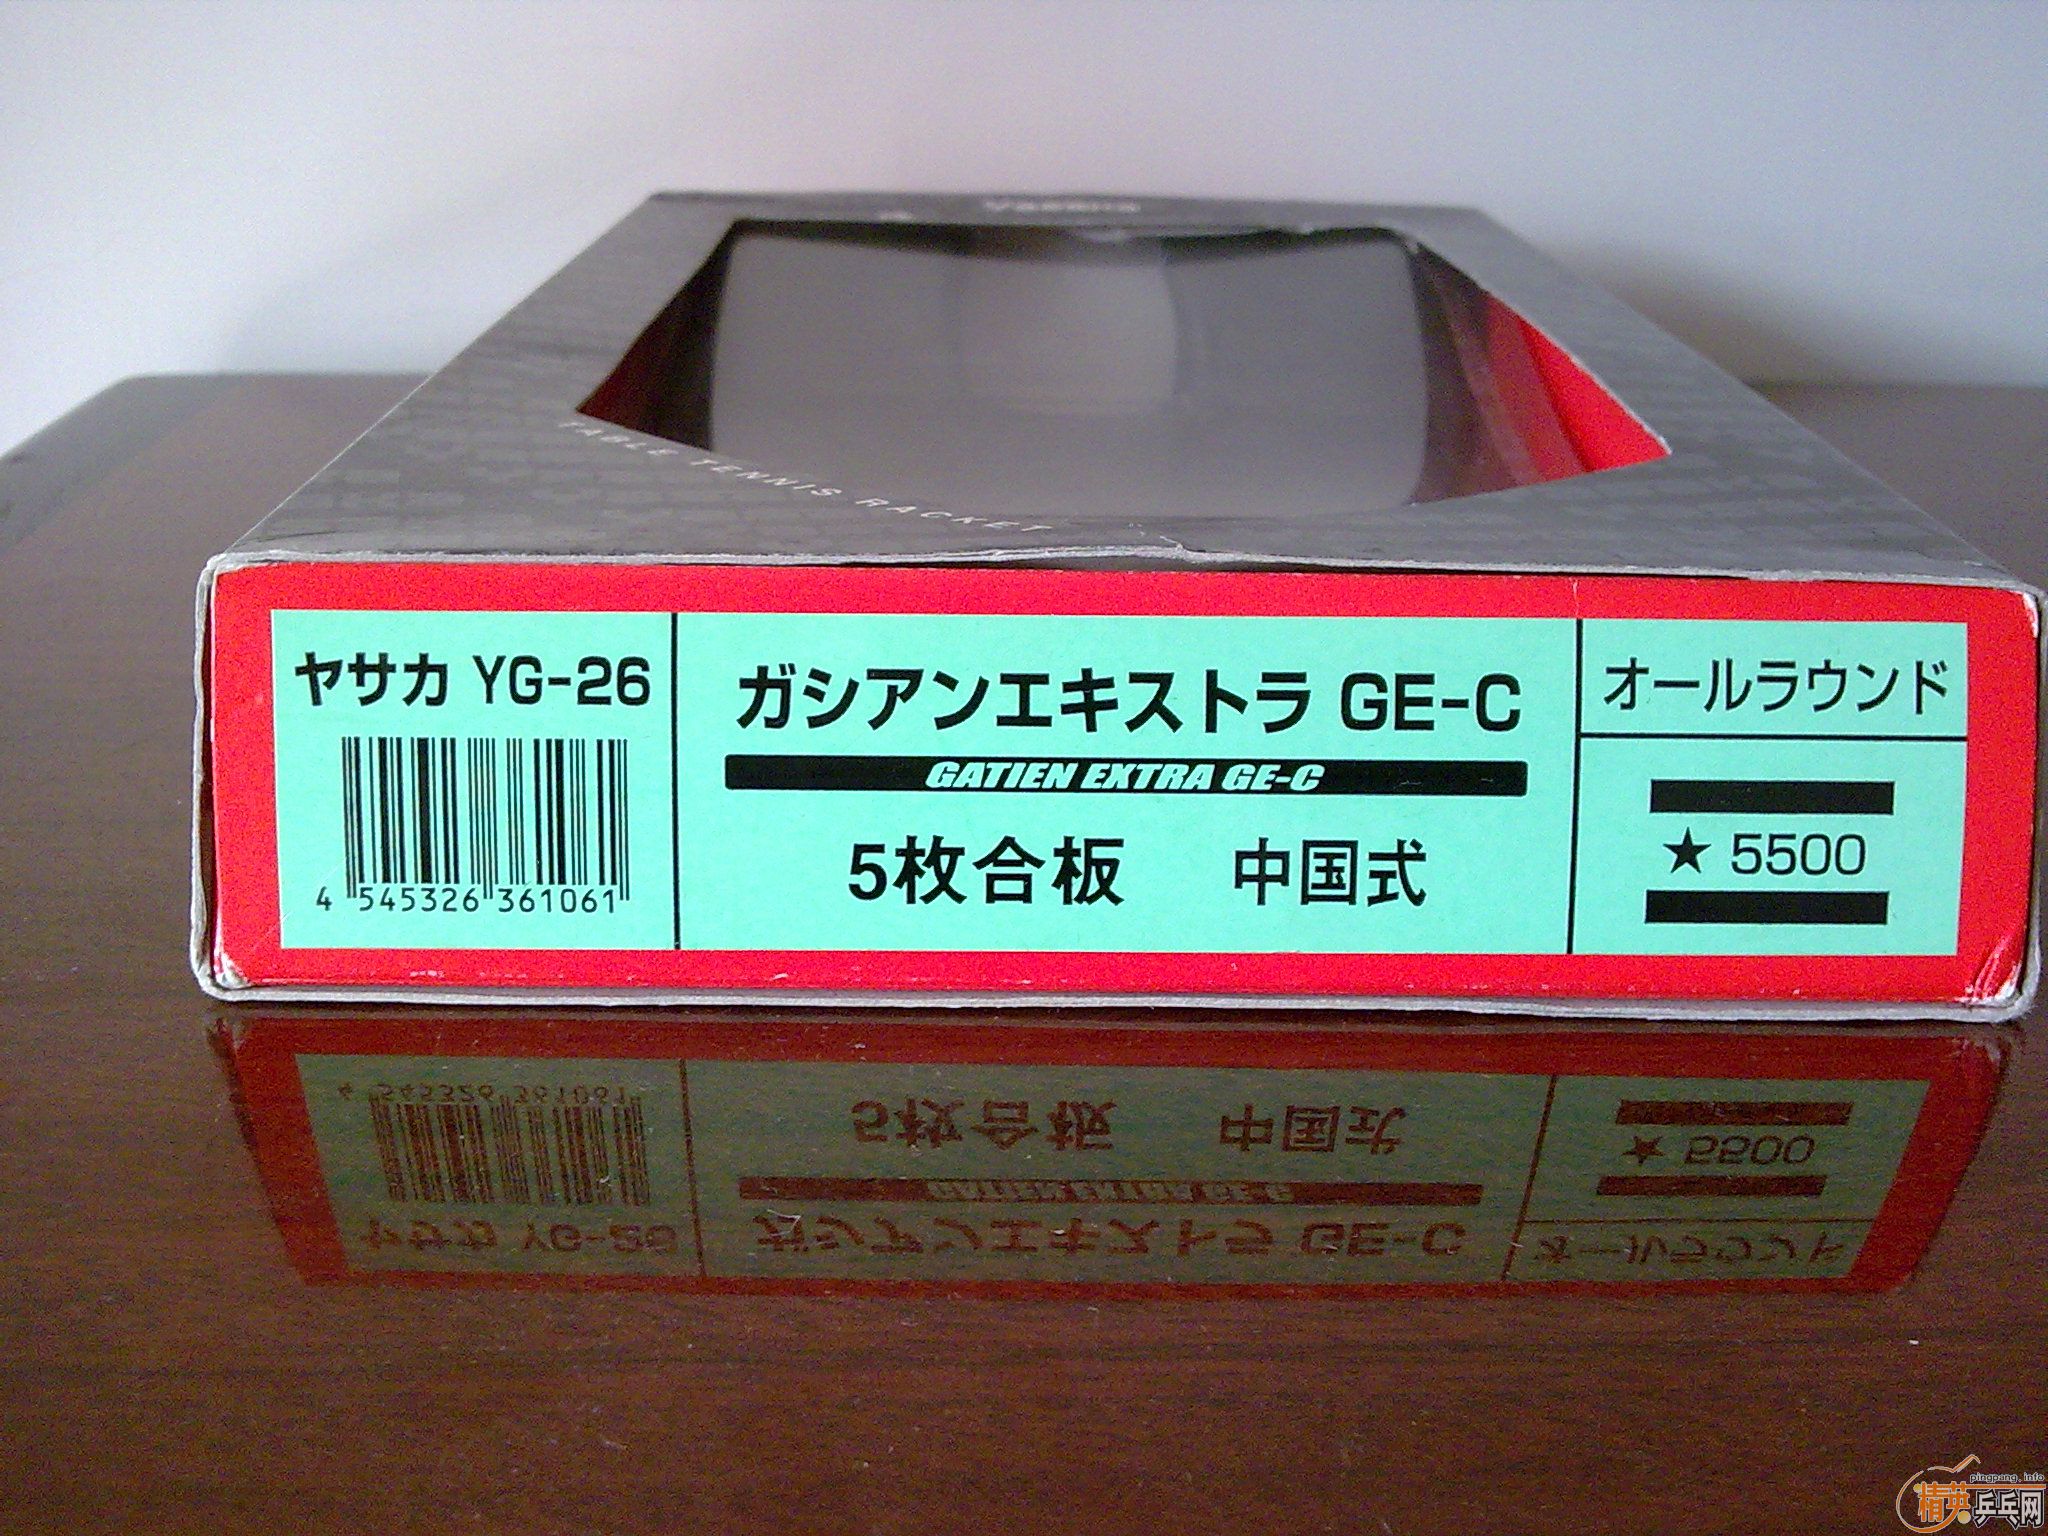 TABLE TENNIS RACKET
ヤサカ YG-26
4 545326 361061
ガシアンエキストラ GE-C
GATIEN EXTRA GE-C
5枚合板 中国式
オールラウンド
★ 5500
pingpang.info
精英乒乓网